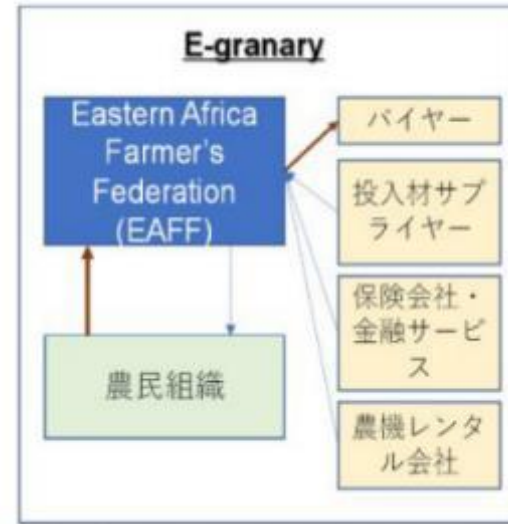 E-granary
Eastern Africa
Farmer's
Federation
(EAFF)
農民組織
バイヤー
投入材サプ
ライヤー
保険会社・
金融サービ
ス
農機レンタ
ル会社